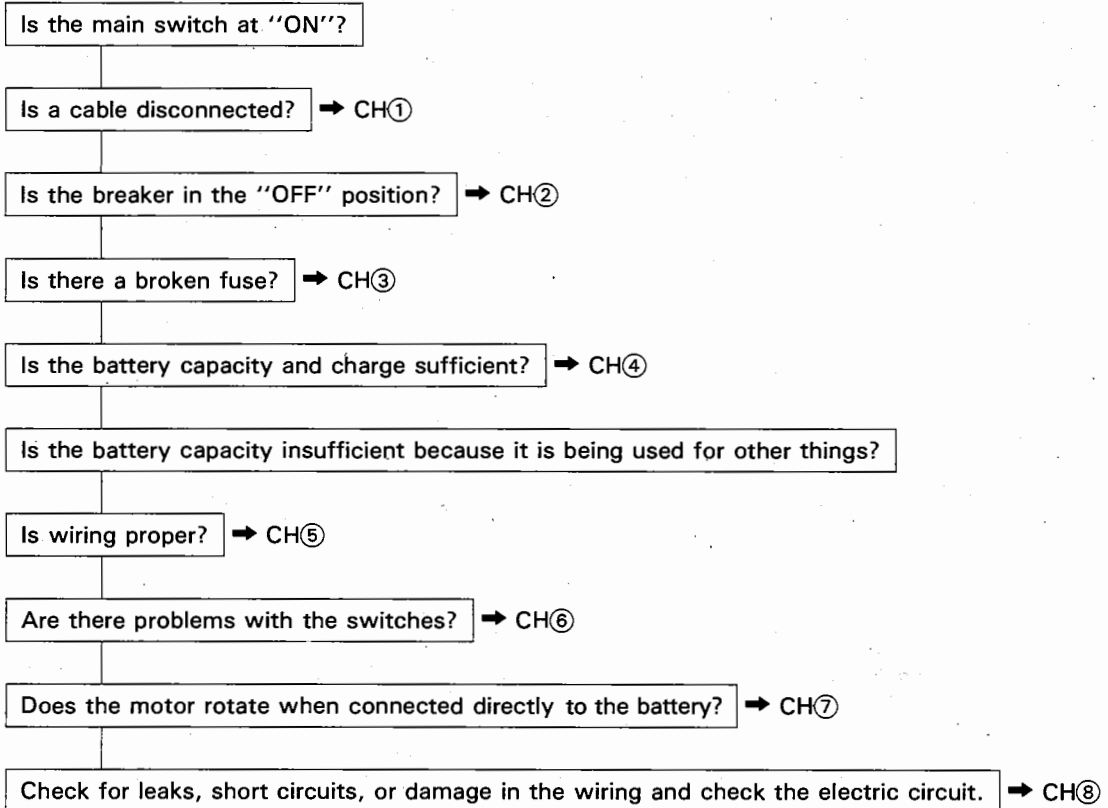 Is the main switch at ‘‘ON’’?
Is a cable disconnected? ➡ CH①
Is the breaker in the ‘‘OFF’’ position? ➡ CH②
Is there a broken fuse? ➡ CH③
Is the battery capacity and charge sufficient? ➡ CH④
Is the battery capacity insufficient because it is being used for other things?
Is wiring proper? ➡ CH⑤
Are there problems with the switches? ➡ CH⑥
Does the motor rotate when connected directly to the battery? ➡ CH⑦
Check for leaks, short circuits, or damage in the wiring and check the electric circuit. ➡ CH⑧